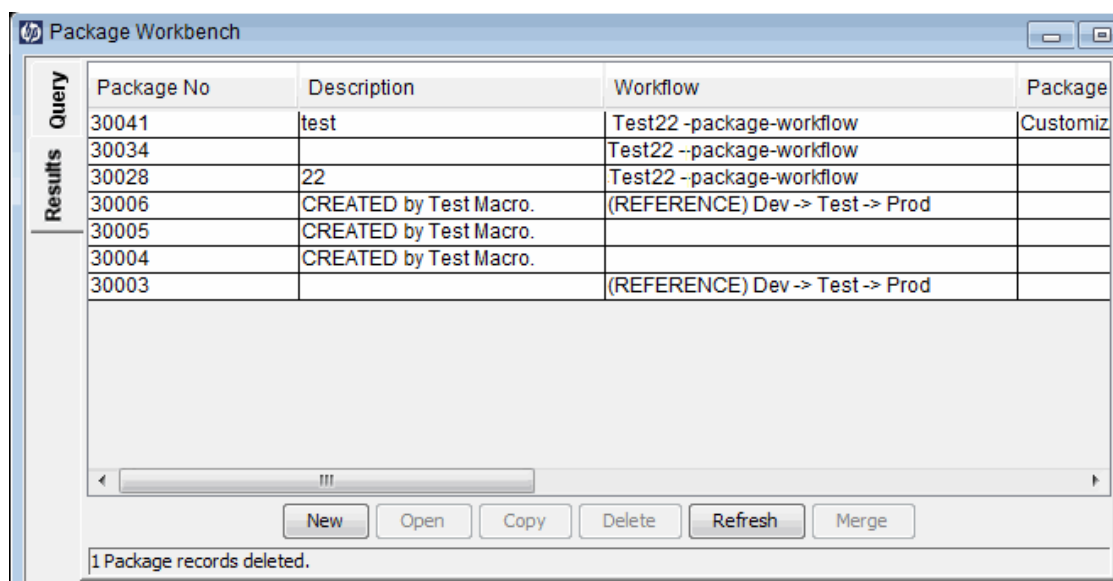 Package Workbench
Query
Results
Package No Description Workflow Package
30041 test Test22 -package-workflow Customiz
30034 Test22 --package-workflow
30028 22 Test22 --package-workflow
30006 CREATED by Test Macro. (REFERENCE) Dev -> Test -> Prod
30005 CREATED by Test Macro.
30004 CREATED by Test Macro.
30003 (REFERENCE) Dev -> Test -> Prod
New Open Copy Delete Refresh Merge
1 Package records deleted.